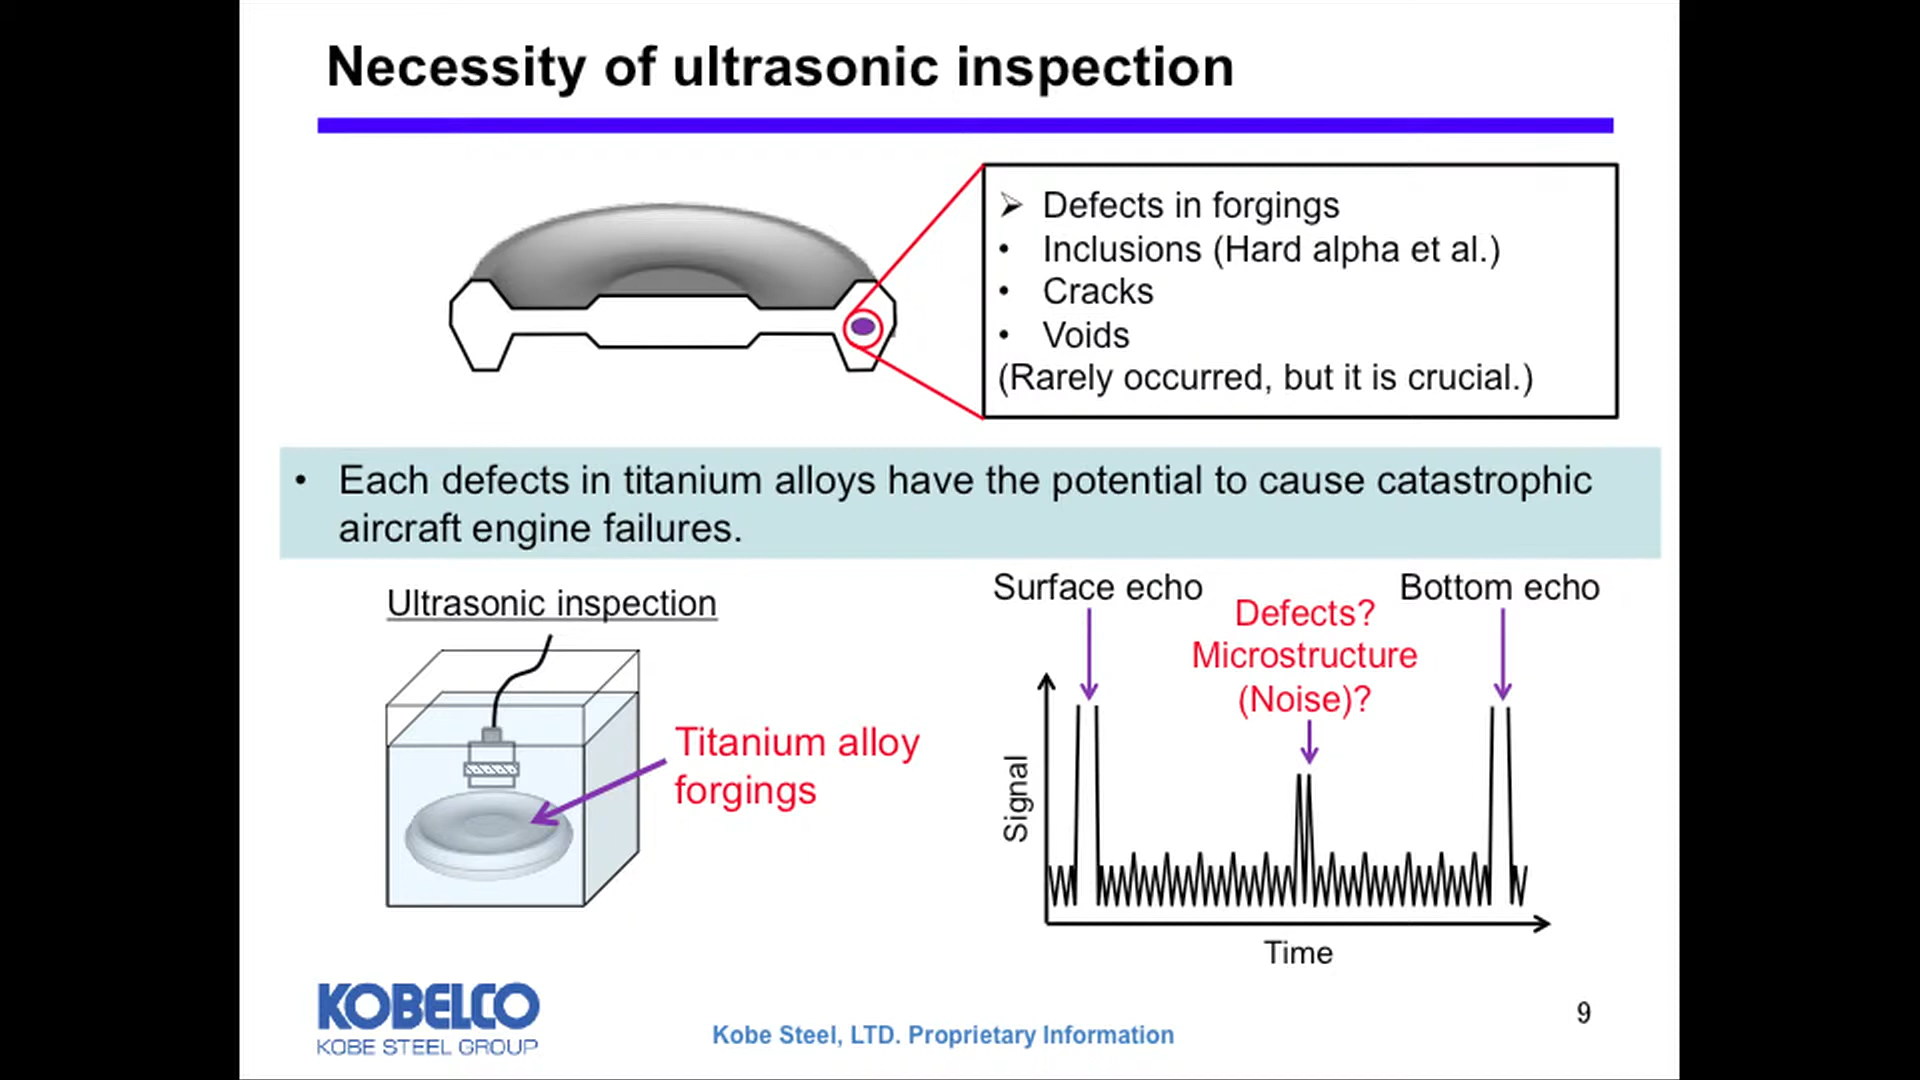 Necessity of ultrasonic inspection
➢ Defects in forgings
• Inclusions (Hard alpha et al.)
• Cracks
• Voids
(Rarely occurred, but it is crucial.)
• Each defects in titanium alloys have the potential to cause catastrophic
aircraft engine failures.
Ultrasonic inspection
Titanium alloy
forgings
Surface echo
Defects?
Microstructure
(Noise)?
Bottom echo
Signal
Time
KOBELCO
KOBE STEEL GROUP
Kobe Steel, LTD. Proprietary Information
9